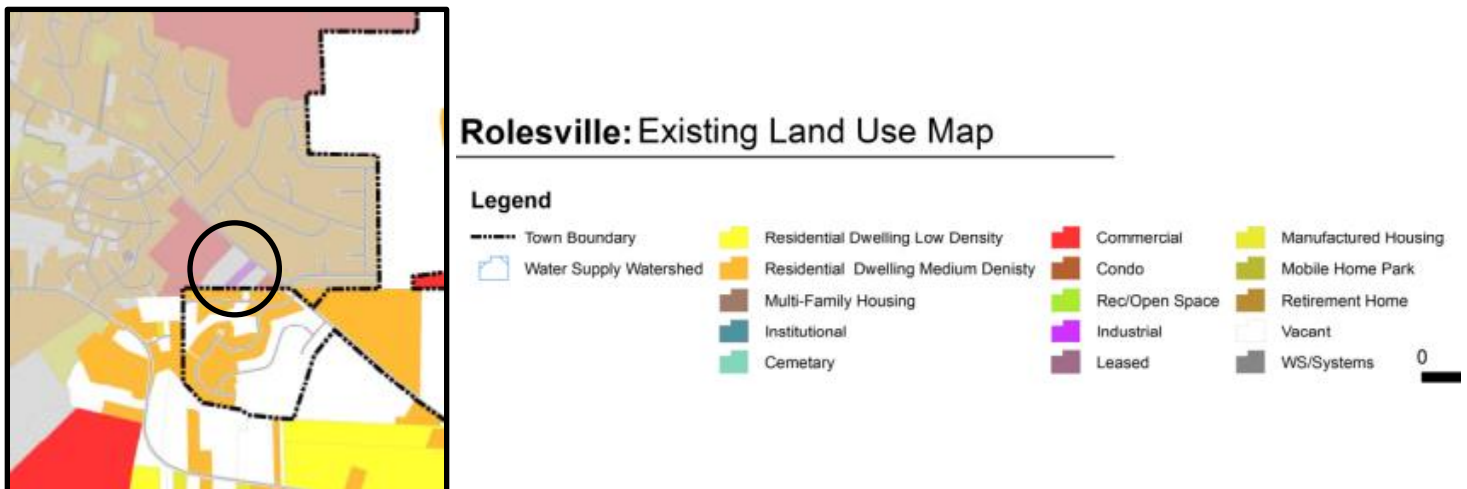 Rolesville: Existing Land Use Map
Legend
Town Boundary
Water Supply Watershed
Residential Dwelling Low Density
Residential Dwelling Medium Denisty
Multi-Family Housing
Institutional
Cemetary
Commercial
Condo
Rec/Open Space
Industrial
Leased
Manufactured Housing
Mobile Home Park
Retirement Home
Vacant
WS/Systems
0